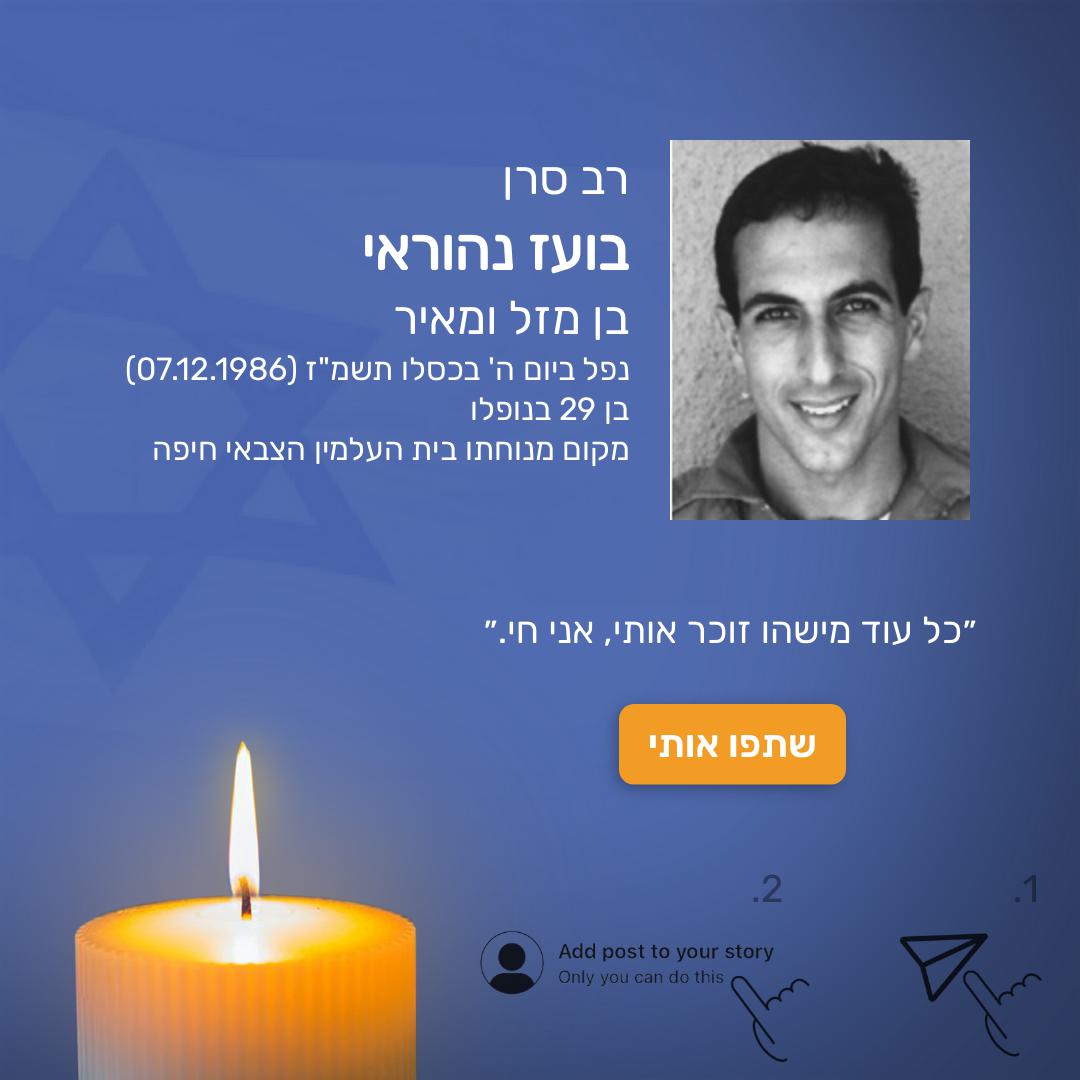 רב סרן
בועז נהוראי
בן מזל ומאיר
נפל ביום ה' בכסלו תשמ"ז (07.12.1986)
בן 29 בנופלו
מקום מנוחתו בית העלמין הצבאי חיפה
״כל עוד מישהו זוכר אותי, אני חי.״
שתפו אותי
1.
2.
Add post to your story
Only you can do this